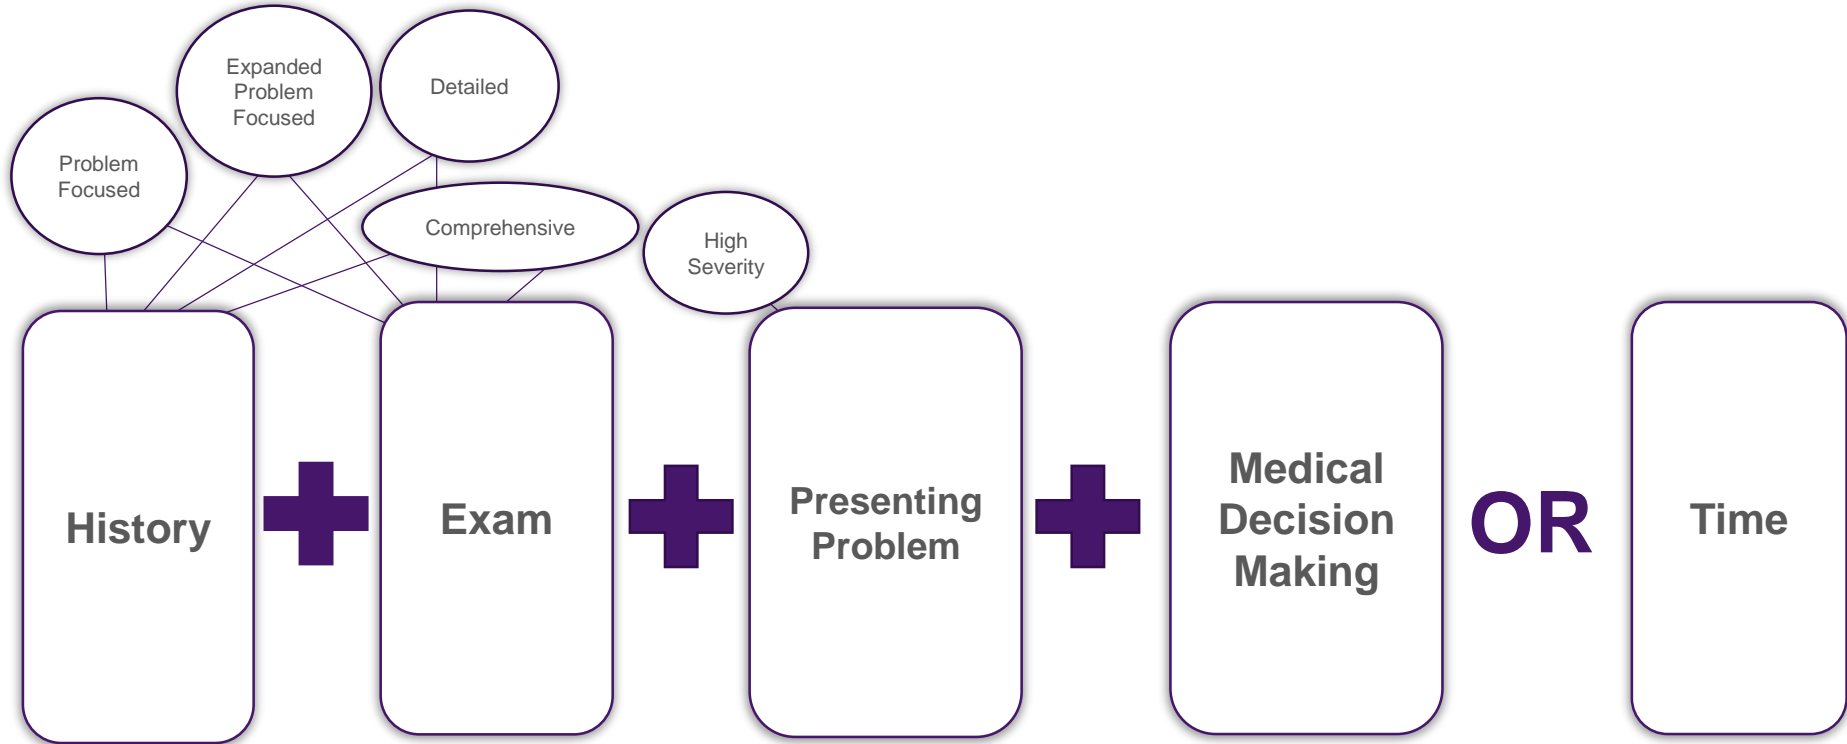 Expanded
Problem
Focused
Detailed
Problem
Focused
Comprehensive
High
Severity
History
Exam
Presenting
Problem
Medical
Decision
Making
OR
Time